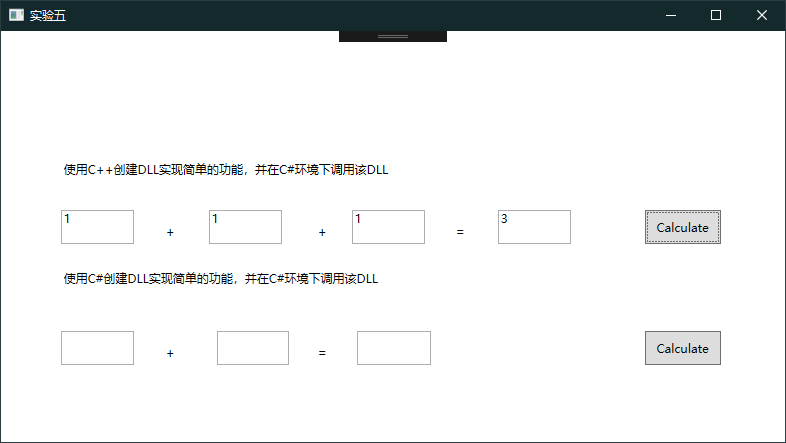 实验五
使用C++创建DLL实现简单的功能，并在C#环境下调用该DLL
1 + 1 + 1 = 3 Calculate
使用C#创建DLL实现简单的功能，并在C#环境下调用该DLL
+ = Calculate